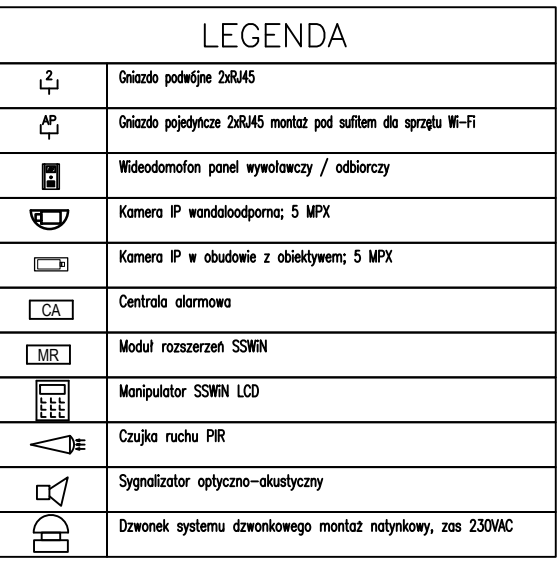 LEGENDA
2 Gniazdo podwójne 2xRJ45
AP Gniazdo pojedyńcze 2xRJ45 montaż pod sufitem dla sprzętu Wi-Fi
Wideodomofon panel wywoławczy / odbiorczy
Kamera IP wandaloodporna; 5 MPX
Kamera IP w obudowie z obiektywem; 5 MPX
CA Centrala alarmowa
MR Moduł rozszerzeń SSWiN
Manipulator SSWiN LCD
Czujka ruchu PIR
Sygnalizator optyczno-akustyczny
Dzwonek systemu dzwonkowego montaż natynkowy, zas 230VAC